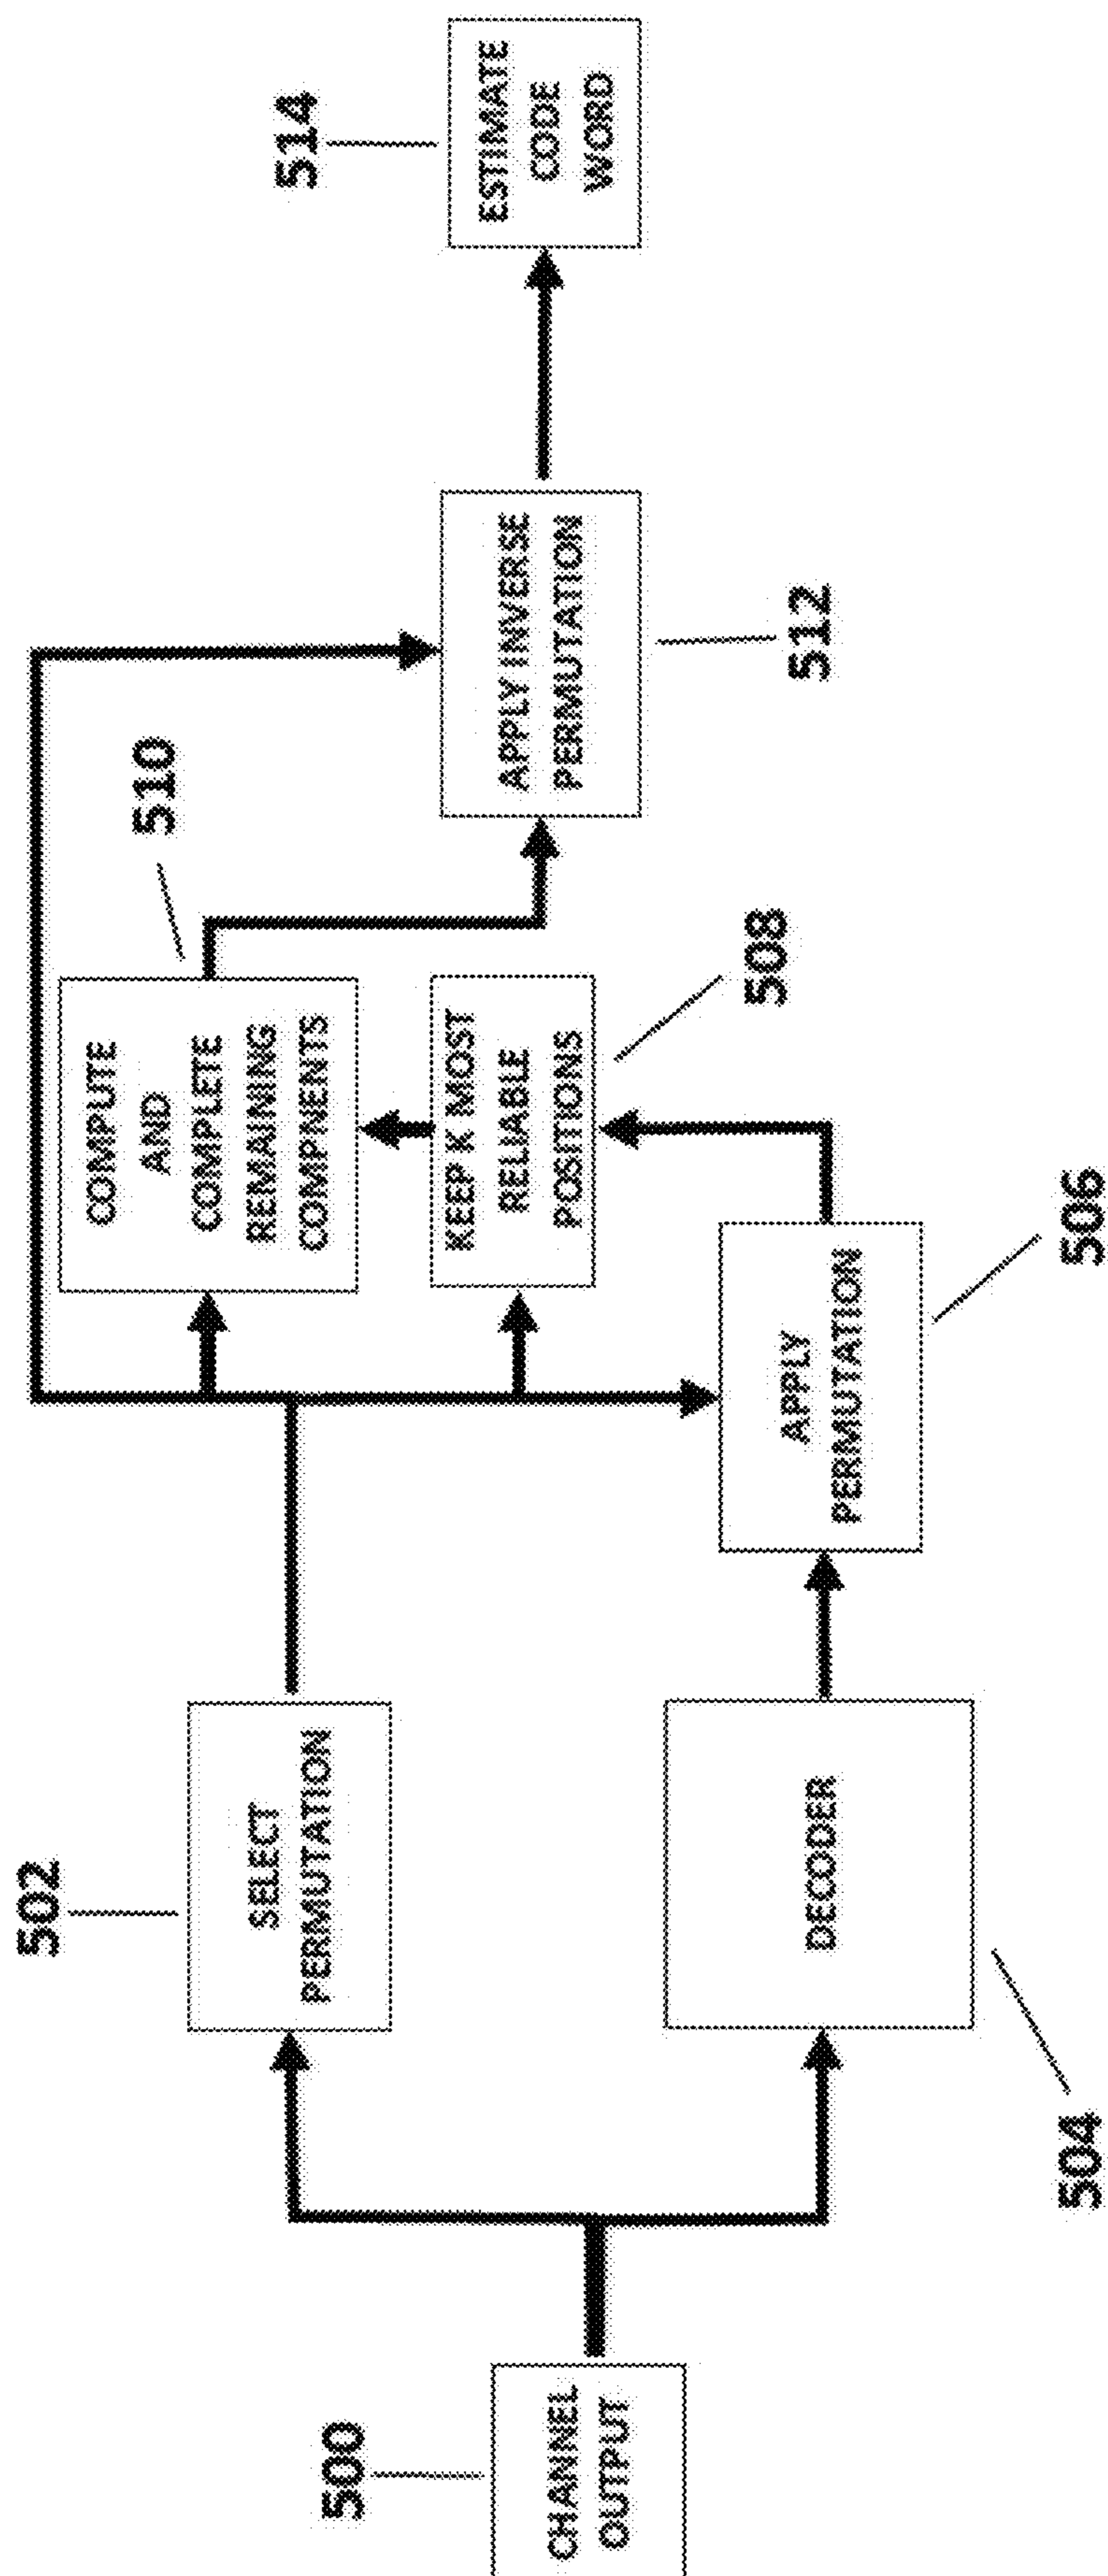 500
CHANNEL
OUTPUT
502
SELECT
PERMUTATION
504
DECODER
506
APPLY
PERMUTATION
508
KEEP K MOST
RELIABLE
POSITIONS
510
COMPUTE
AND
COMPLETE
REMAINING
COMPONENTS
512
APPLY INVERSE
PERMUTATION
514
ESTIMATE
CODE
WORD